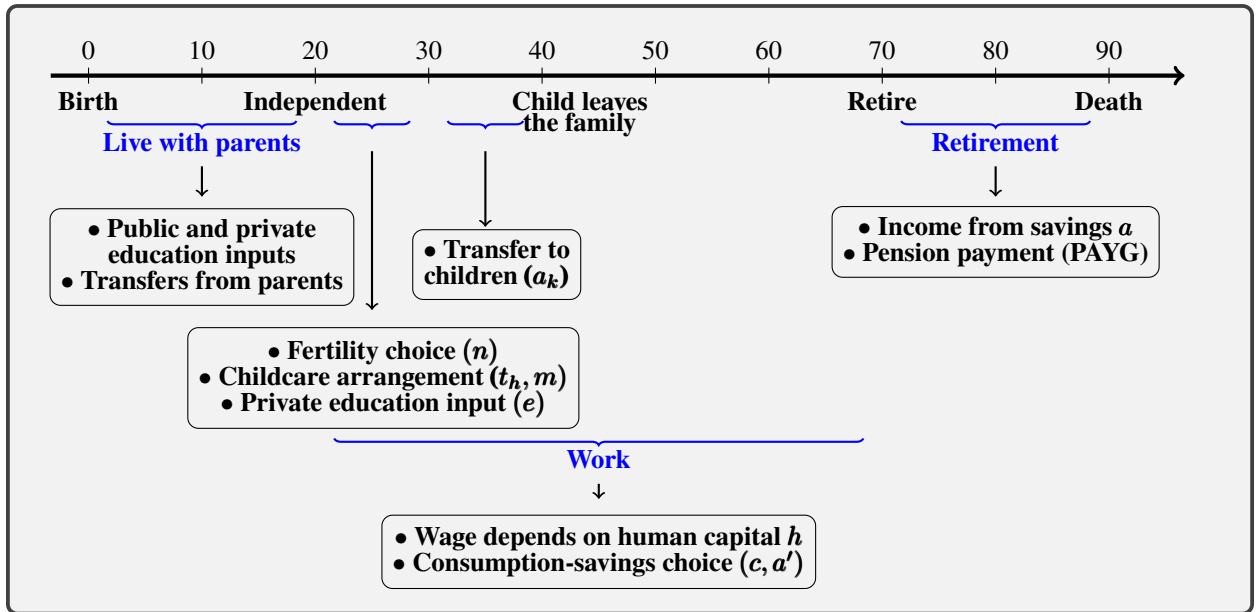 0 10 20 30 40 50 60 70 80 90
Birth Independent Child leaves Retire Death
the family
Live with parents Retirement
• Public and private
education inputs
• Transfers from parents
• Transfer to
children (a_k)
• Income from savings a
• Pension payment (PAYG)
• Fertility choice (n)
• Childcare arrangement (t_h, m)
• Private education input (e)
Work
• Wage depends on human capital h
• Consumption-savings choice (c, a′)